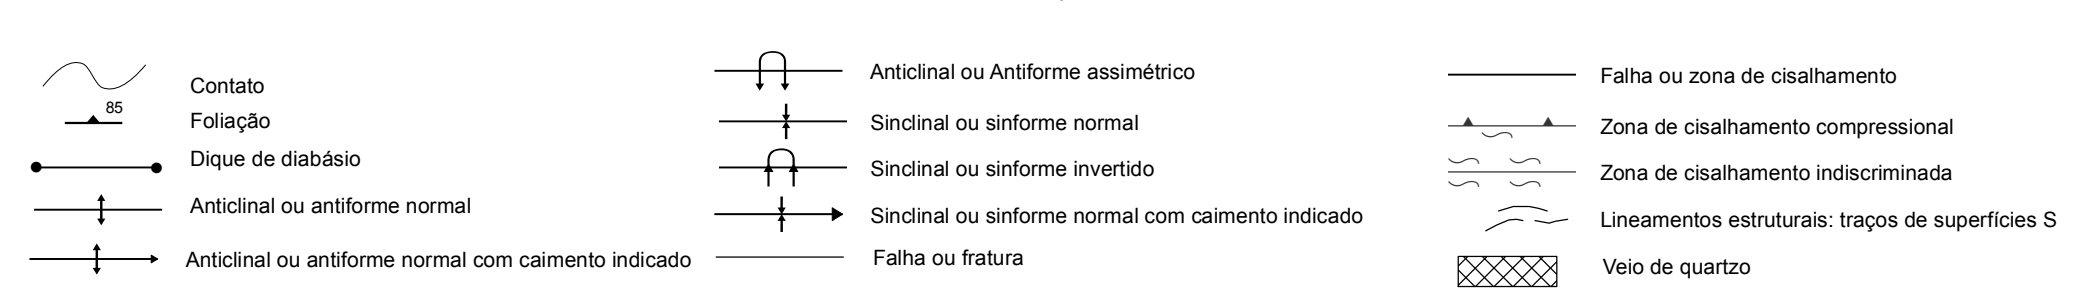 Contato
85
Foliação
Dique de diabásio
Anticlinal ou antiforme normal
Anticlinal ou antiforme normal com caimento indicado
Anticlinal ou Antiforme assimétrico
Sinclinal ou sinforme normal
Sinclinal ou sinforme invertido
Sinclinal ou sinforme normal com caimento indicado
Falha ou fratura
Falha ou zona de cisalhamento
Zona de cisalhamento compressional
Zona de cisalhamento indiscriminada
Lineamentos estruturais: traços de superfícies S
Veio de quartzo